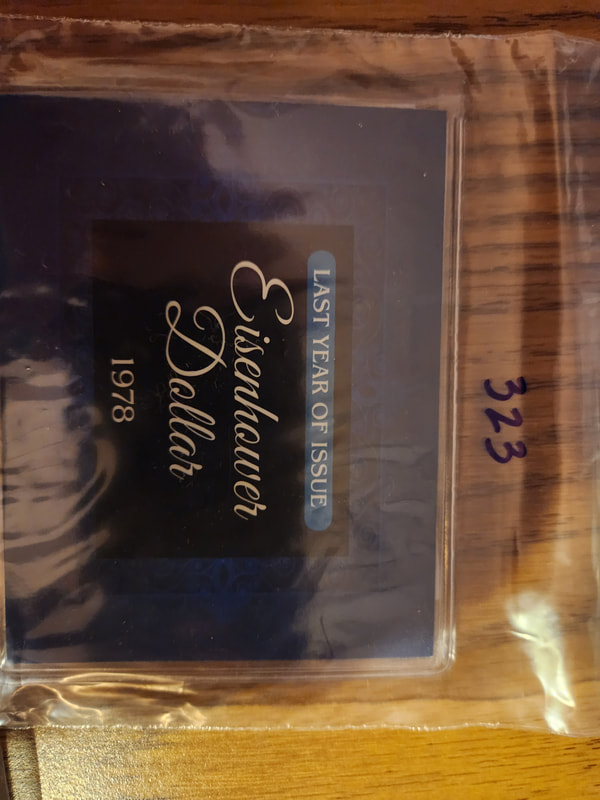 323
LAST YEAR OF ISSUE
Eisenhower
Dollar
1978